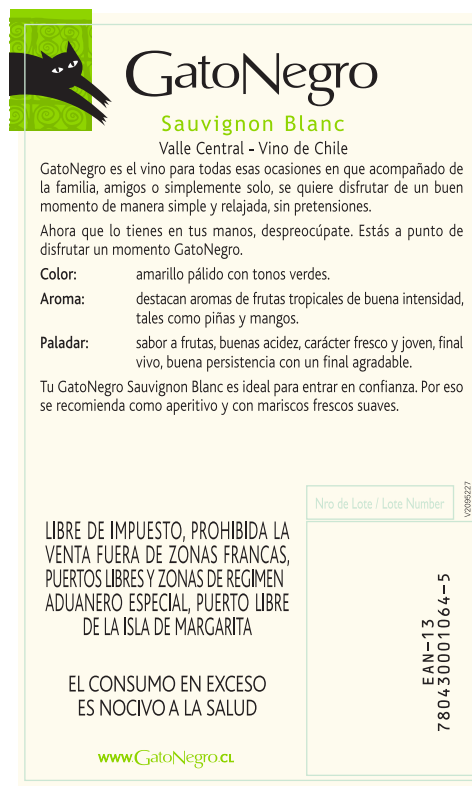 GatoNegro
Sauvignon Blanc
Valle Central - Vino de Chile
GatoNegro es el vino para todas esas ocasiones en que acompañado de
la familia, amigos o simplemente solo, se quiere disfrutar de un buen
momento de manera simple y relajada, sin pretensiones.
Ahora que lo tienes en tus manos, despreocúpate. Estás a punto de
disfrutar un momento GatoNegro.
Color: amarillo pálido con tonos verdes.
Aroma: destacan aromas de frutas tropicales de buena intensidad,
tales como piñas y mangos.
Paladar: sabor a frutas, buenas acidez, carácter fresco y joven, final
vivo, buena persistencia con un final agradable.
Tu GatoNegro Sauvignon Blanc es ideal para entrar en confianza. Por eso
se recomienda como aperitivo y con mariscos frescos suaves.
Nro de Lote / Lote Number
V2095227
LIBRE DE IMPUESTO, PROHIBIDA LA
VENTA FUERA DE ZONAS FRANCAS,
PUERTOS LIBRES Y ZONAS DE REGIMEN
ADUANERO ESPECIAL, PUERTO LIBRE
DE LA ISLA DE MARGARITA
EAN-13
780430001064-5
EL CONSUMO EN EXCESO
ES NOCIVO A LA SALUD
www.GatoNegro.CL